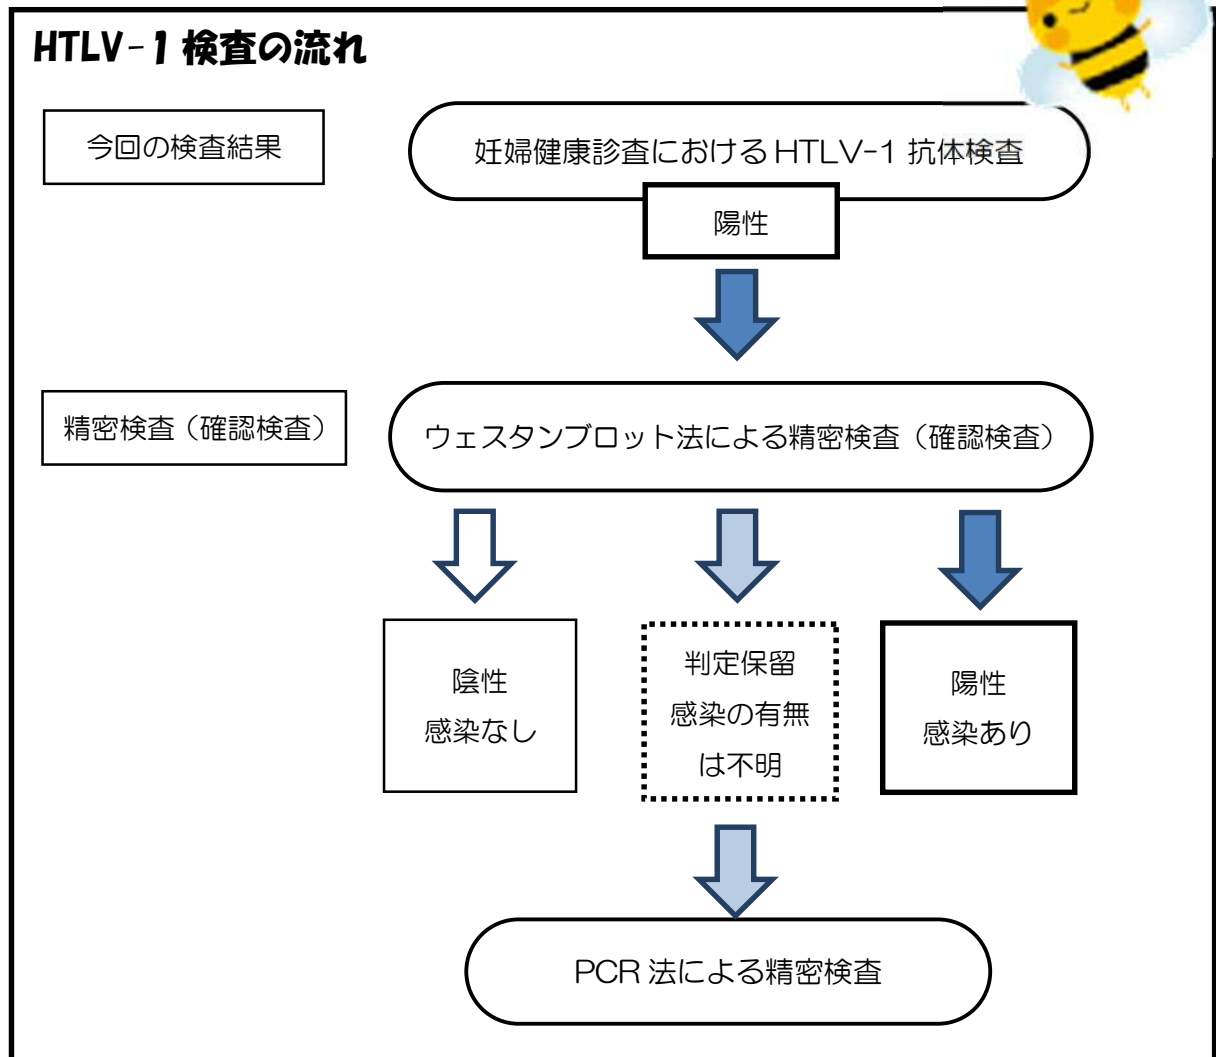 HTLV-1 検査の流れ
今回の検査結果
妊婦健康診査における HTLV-1 抗体検査
陽性
精密検査（確認検査）
ウェスタンブロット法による精密検査（確認検査）
陰性
感染なし
判定保留
感染の有無
は不明
陽性
感染あり
PCR 法による精密検査